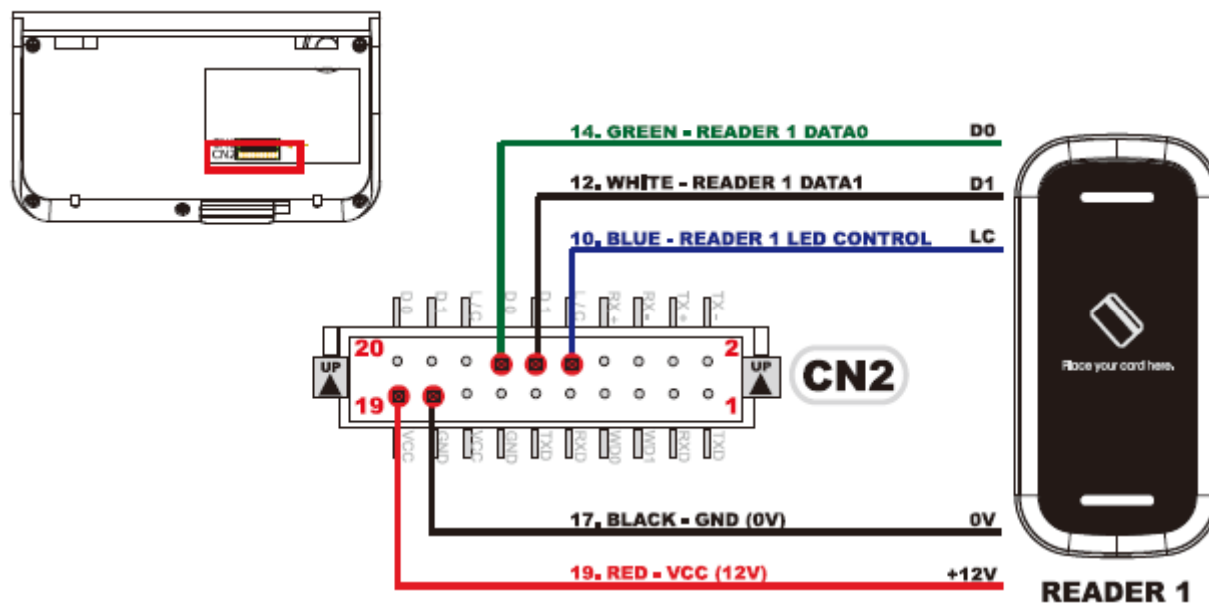 CN2
14. GREEN - READER 1 DATA0 D0
12. WHITE - READER 1 DATA1 D1
10. BLUE - READER 1 LED CONTROL LC
D 0 D 1 L / G D 0 D 1 L / G RX + RX - TX + TX -
20 2
UP UP
CN2
19 1
VCC GND VCC GND TXD RXD WD0 WD1 RXD TXD
Place your card here.
17. BLACK - GND (0V) 0V
19. RED - VCC (12V) +12V
READER 1